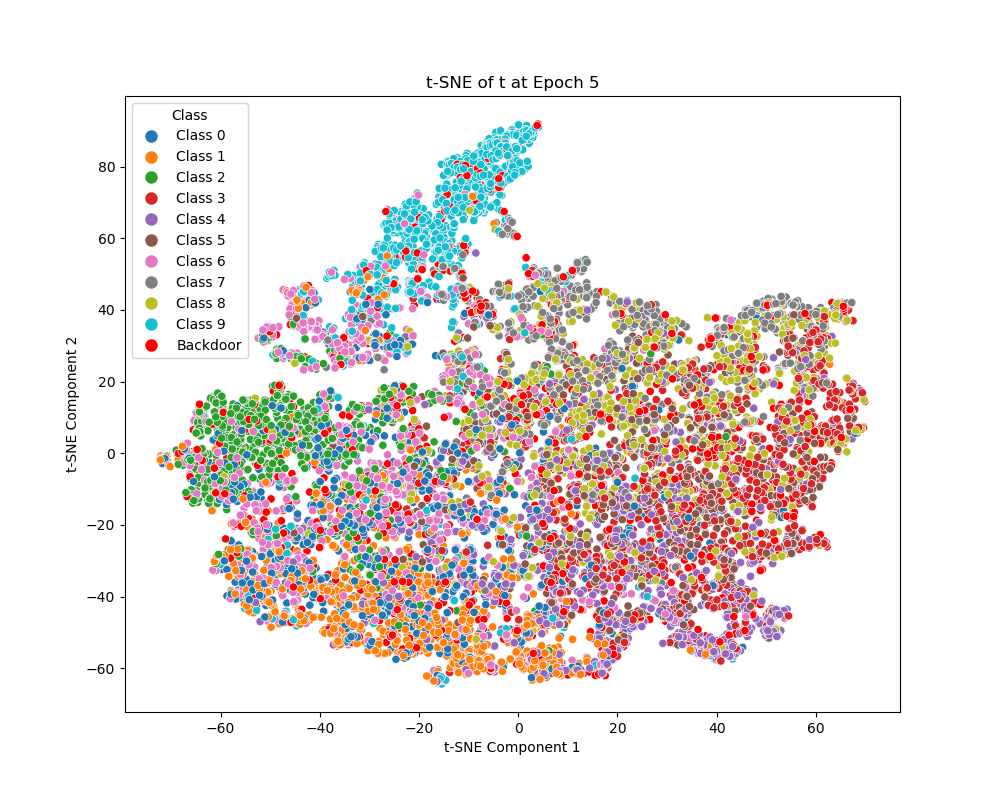 t-SNE of t at Epoch 5
Class
Class 0
Class 1
Class 2
Class 3
Class 4
Class 5
Class 6
Class 7
Class 8
Class 9
Backdoor
t-SNE Component 2
80
60
40
20
0
−20
−40
−60
−60 −40 −20 0 20 40 60
t-SNE Component 1